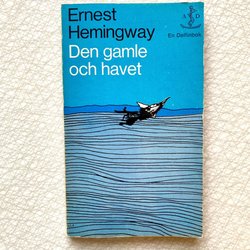 Ernest
Hemingway
Den gamle
och havet
A D
En Delfinbok